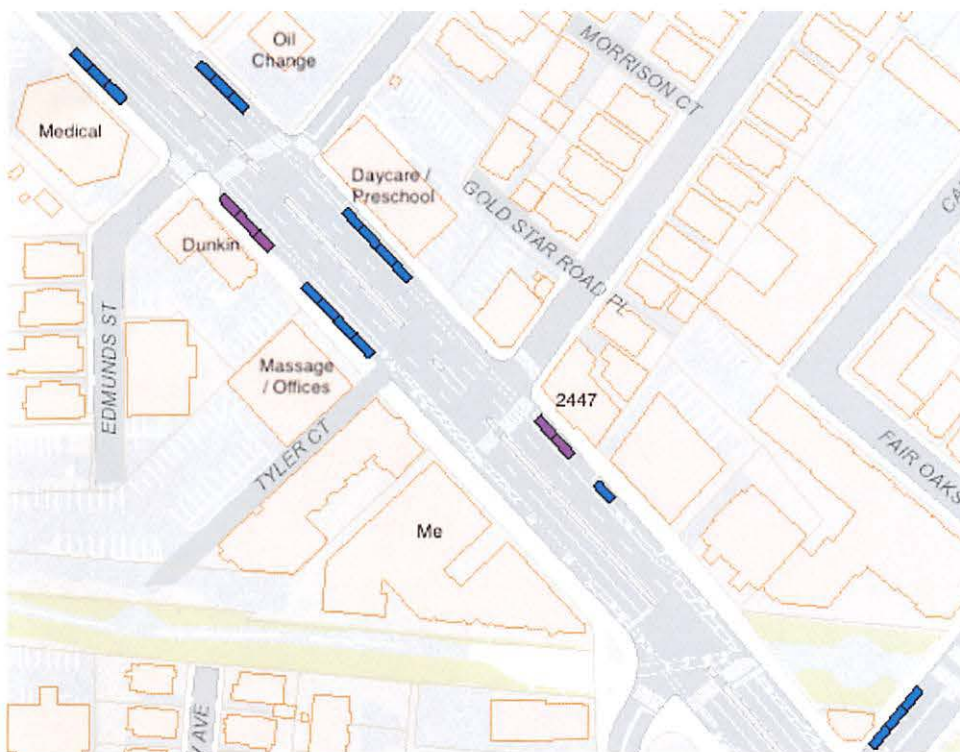 Oil
Change
MORRISON CT
Medical
Daycare /
Preschool
GOLD STAR ROAD PL
Dunkin
EDMUNDS ST
Massage
/ Offices
2447
TYLER CT
FAIR OAKS
Me
AVE